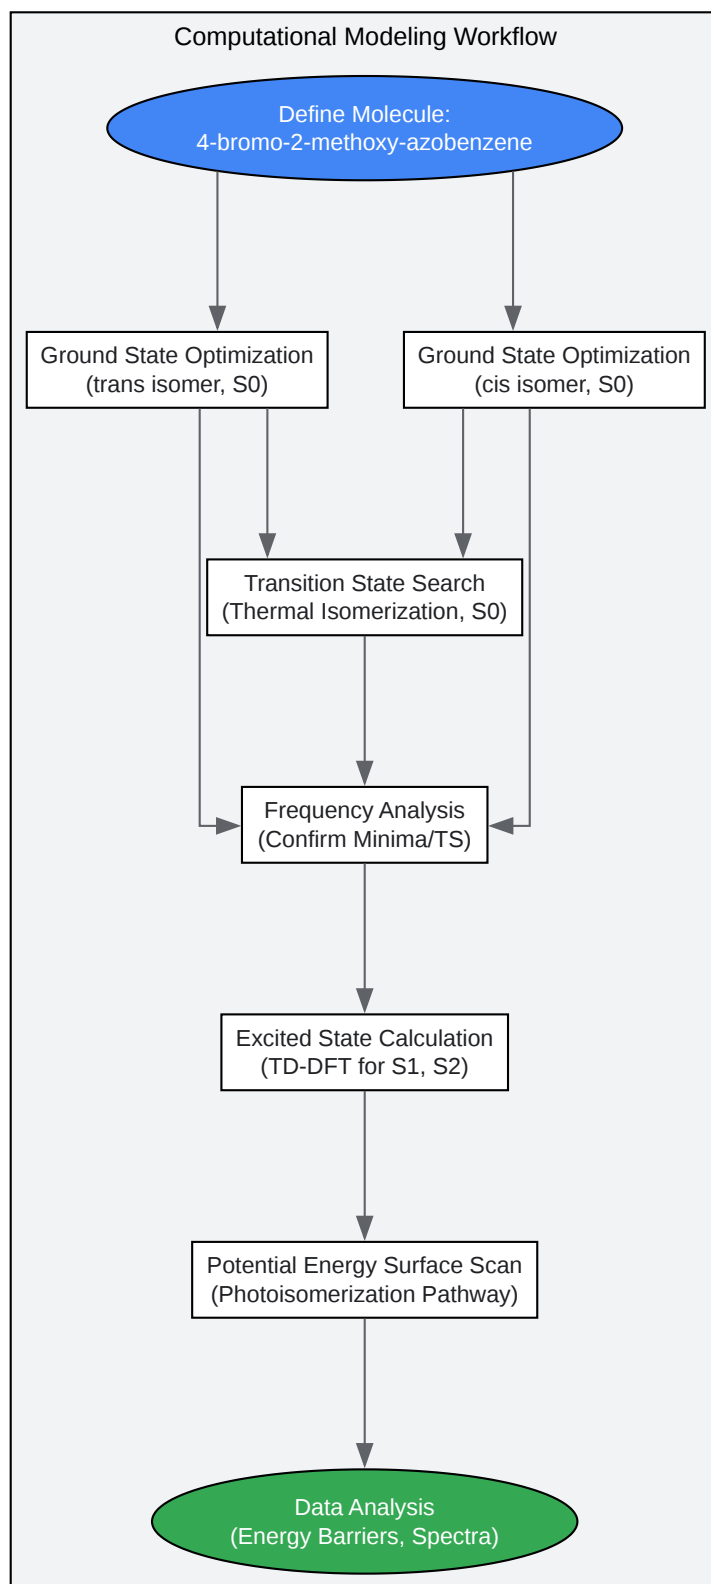 Computational Modeling Workflow
Define Molecule:
4-bromo-2-methoxy-azobenzene
Ground State Optimization
(trans isomer, S0)
Ground State Optimization
(cis isomer, S0)
Transition State Search
(Thermal Isomerization, S0)
Frequency Analysis
(Confirm Minima/TS)
Excited State Calculation
(TD-DFT for S1, S2)
Potential Energy Surface Scan
(Photoisomerization Pathway)
Data Analysis
(Energy Barriers, Spectra)